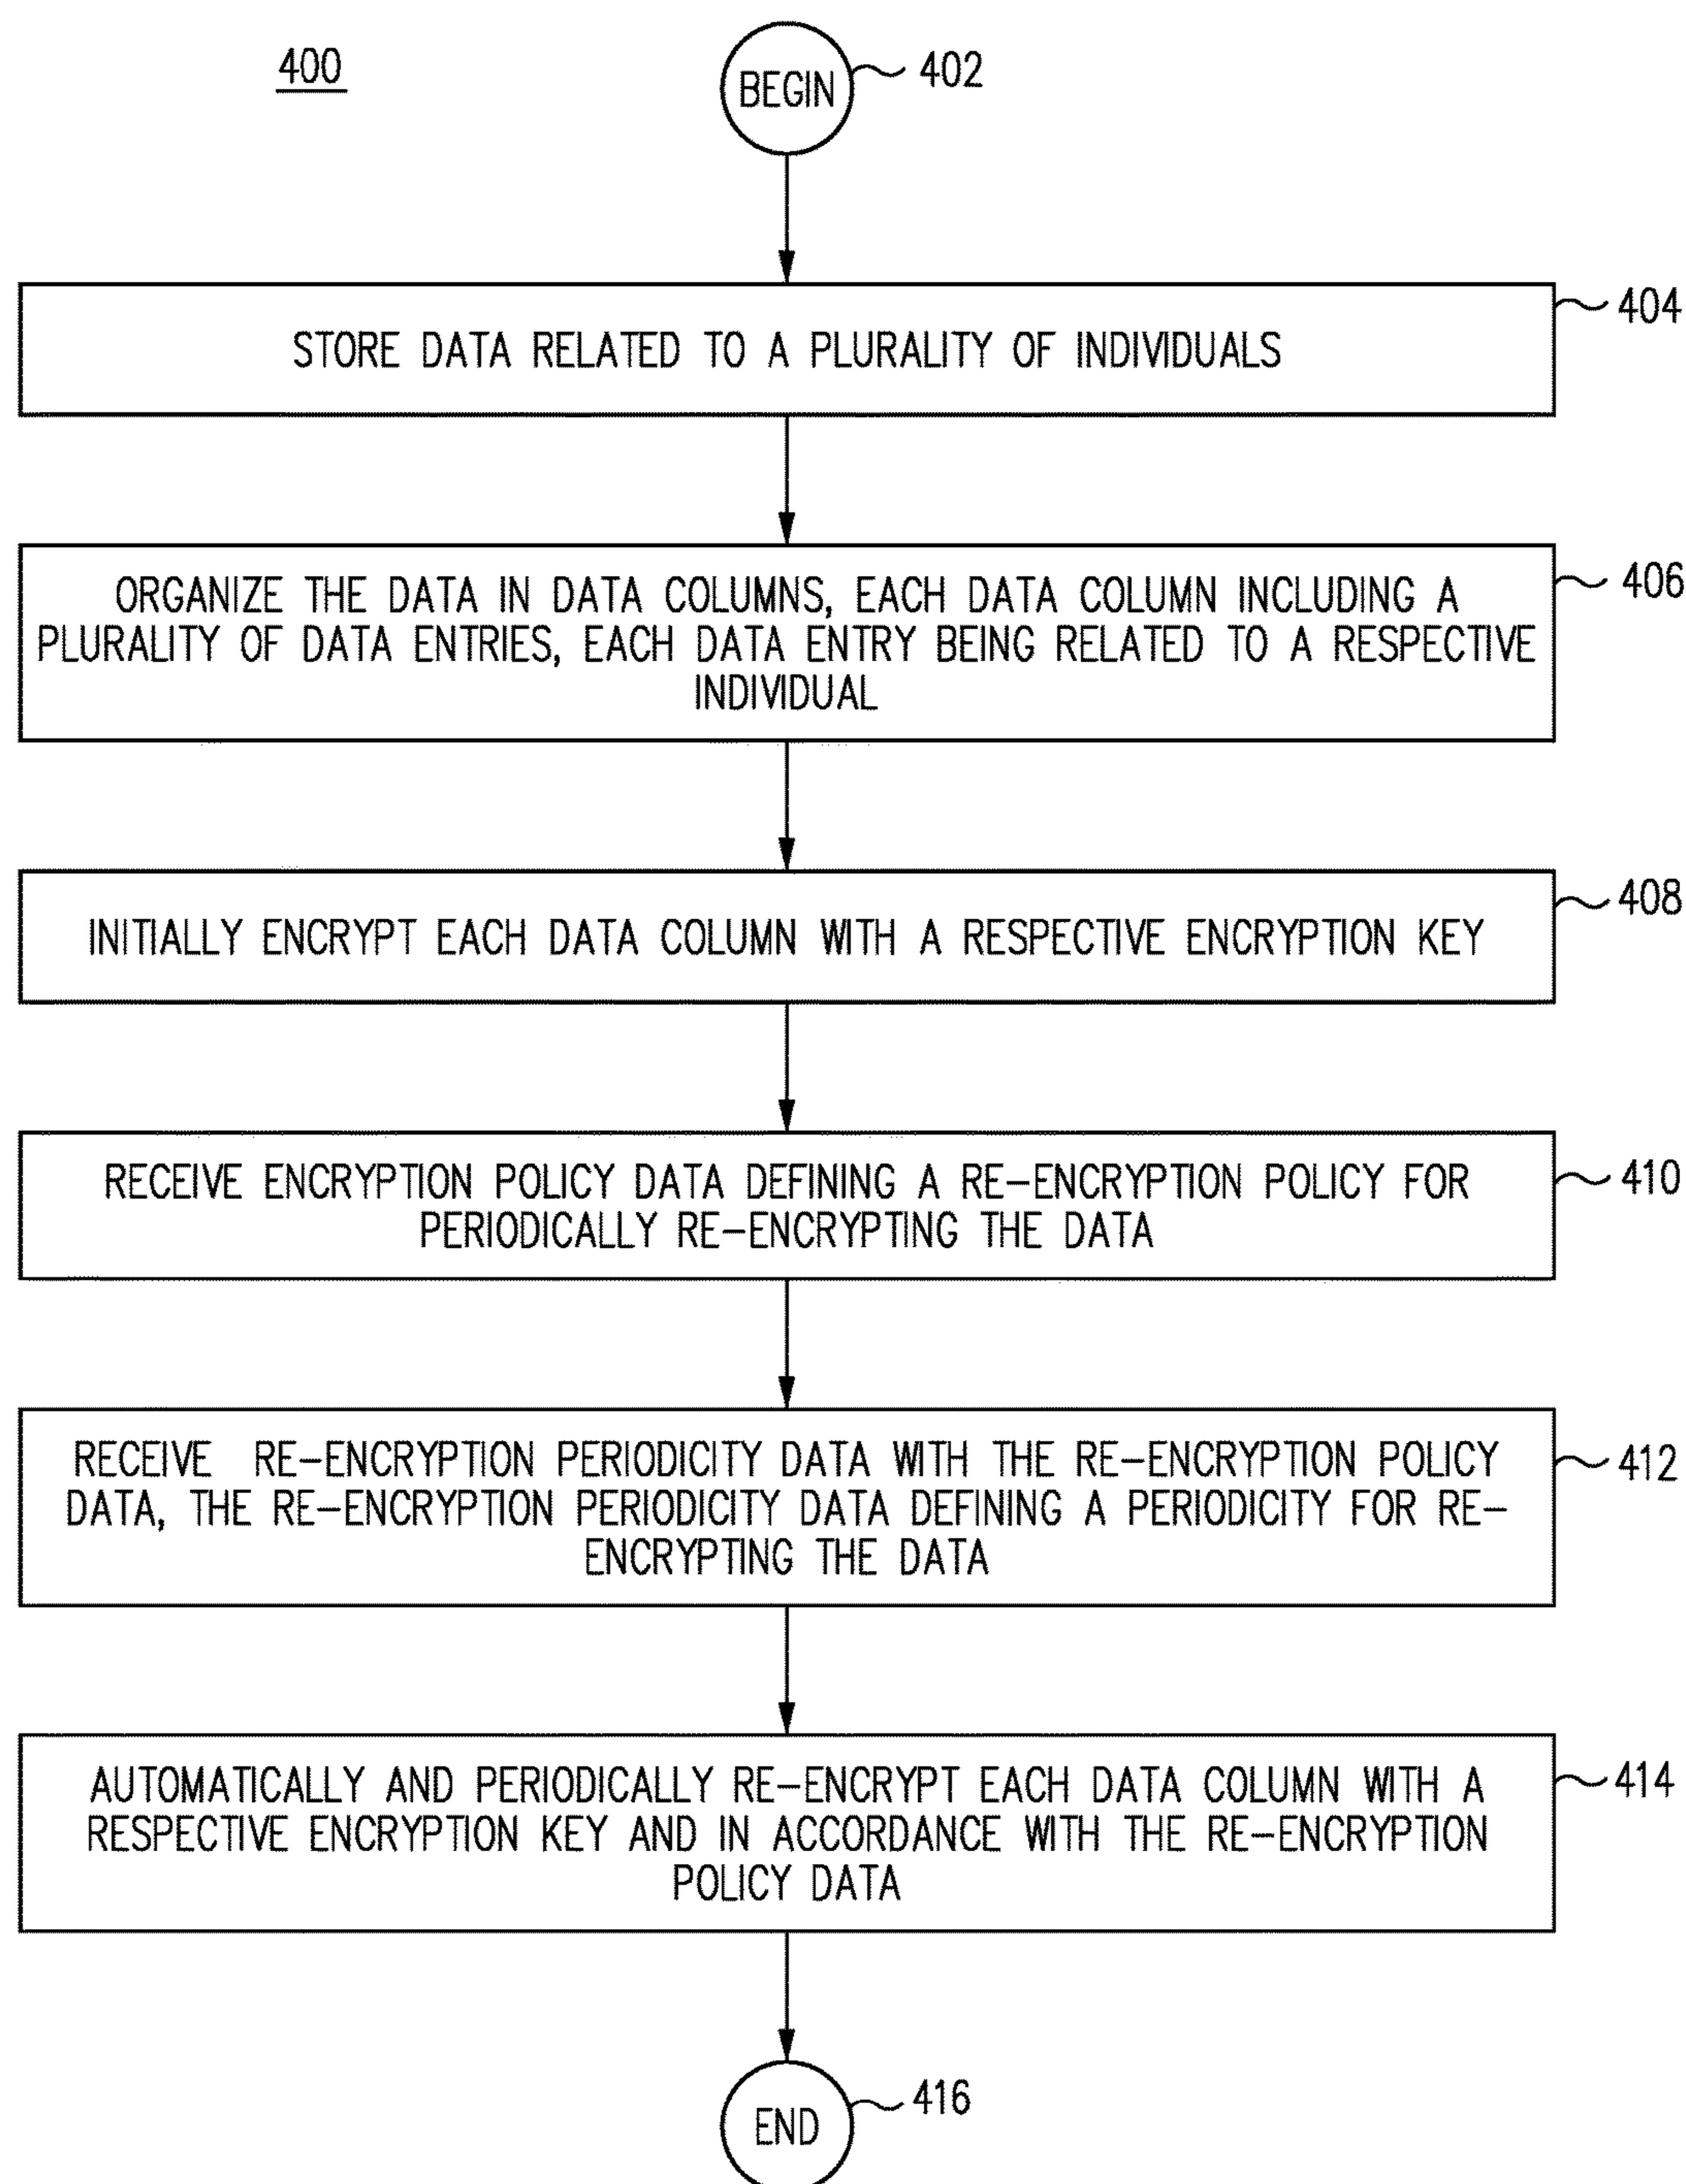 400
BEGIN
402
STORE DATA RELATED TO A PLURALITY OF INDIVIDUALS
404
ORGANIZE THE DATA IN DATA COLUMNS, EACH DATA COLUMN INCLUDING A
PLURALITY OF DATA ENTRIES, EACH DATA ENTRY BEING RELATED TO A RESPECTIVE
INDIVIDUAL
406
INITIALLY ENCRYPT EACH DATA COLUMN WITH A RESPECTIVE ENCRYPTION KEY
408
RECEIVE ENCRYPTION POLICY DATA DEFINING A RE-ENCRYPTION POLICY FOR
PERIODICALLY RE-ENCRYPTING THE DATA
410
RECEIVE RE-ENCRYPTION PERIODICITY DATA WITH THE RE-ENCRYPTION POLICY
DATA, THE RE-ENCRYPTION PERIODICITY DATA DEFINING A PERIODICITY FOR RE-
ENCRYPTING THE DATA
412
AUTOMATICALLY AND PERIODICALLY RE-ENCRYPT EACH DATA COLUMN WITH A
RESPECTIVE ENCRYPTION KEY AND IN ACCORDANCE WITH THE RE-ENCRYPTION
POLICY DATA
414
END
416